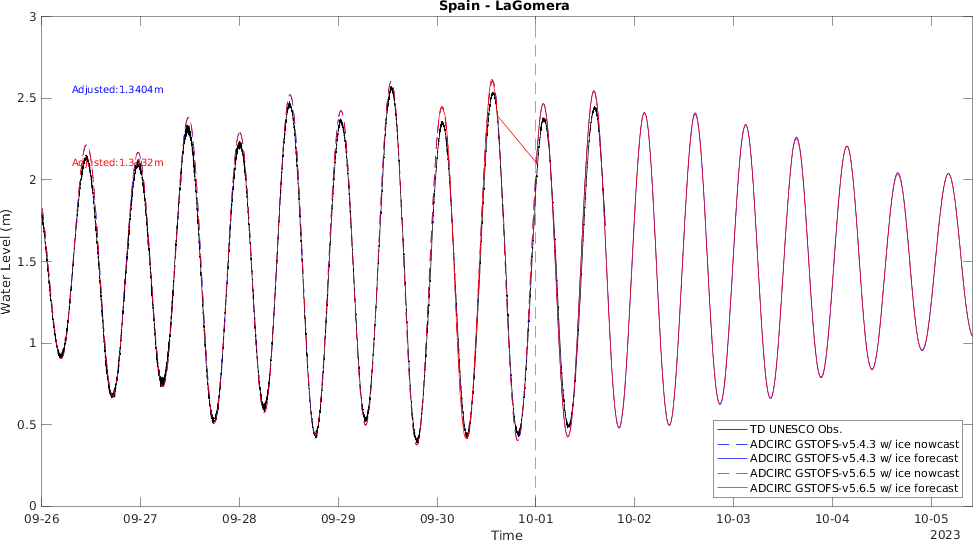 Spain - LaGomera
3
2.5
2
1.5
1
0.5
0
Water Level (m)
Adjusted:1.3404m
TD UNESCO Obs.
ADCIRC GSTOFS-v5.4.3 w/ ice nowcast
ADCIRC GSTOFS-v5.4.3 w/ ice forecast
ADCIRC GSTOFS-v5.6.5 w/ ice nowcast
ADCIRC GSTOFS-v5.6.5 w/ ice forecast
09-26 09-27 09-28 09-29 09-30 10-01 10-02 10-03 10-04 10-05
Time
2023